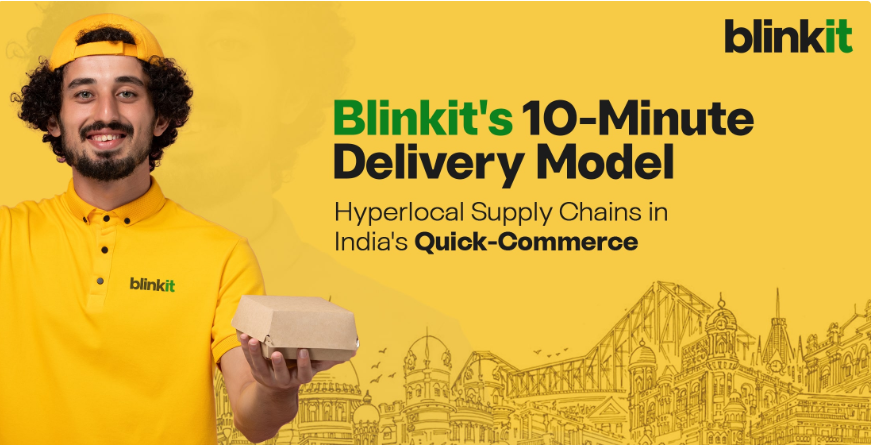 blinkit
Blinkit's 10-Minute
Delivery Model
Hyperlocal Supply Chains in
India's Quick-Commerce
blinkit